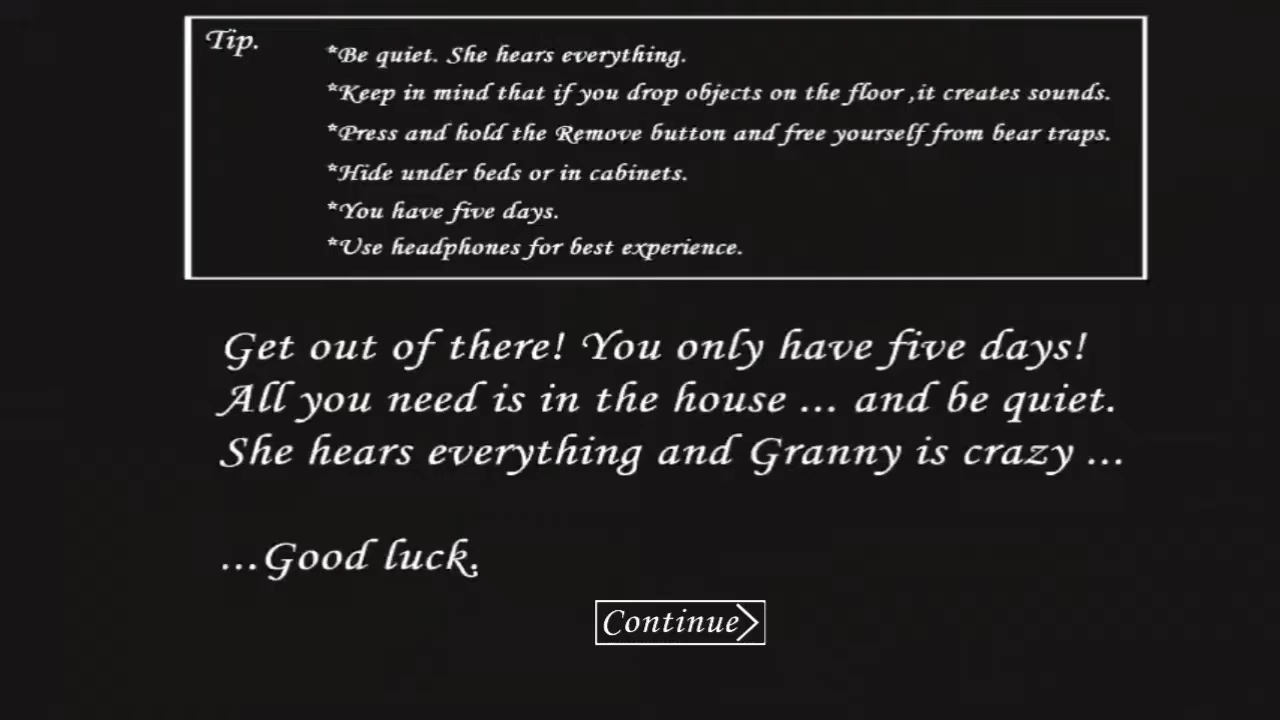 Tip.
*Be quiet. She hears everything.
*Keep in mind that if you drop objects on the floor ,it creates sounds.
*Press and hold the Remove button and free yourself from bear traps.
*Hide under beds or in cabinets.
*You have five days.
*Use headphones for best experience.
Get out of there! You only have five days!
All you need is in the house ... and be quiet.
She hears everything and Granny is crazy ...
...Good luck.
Continue>